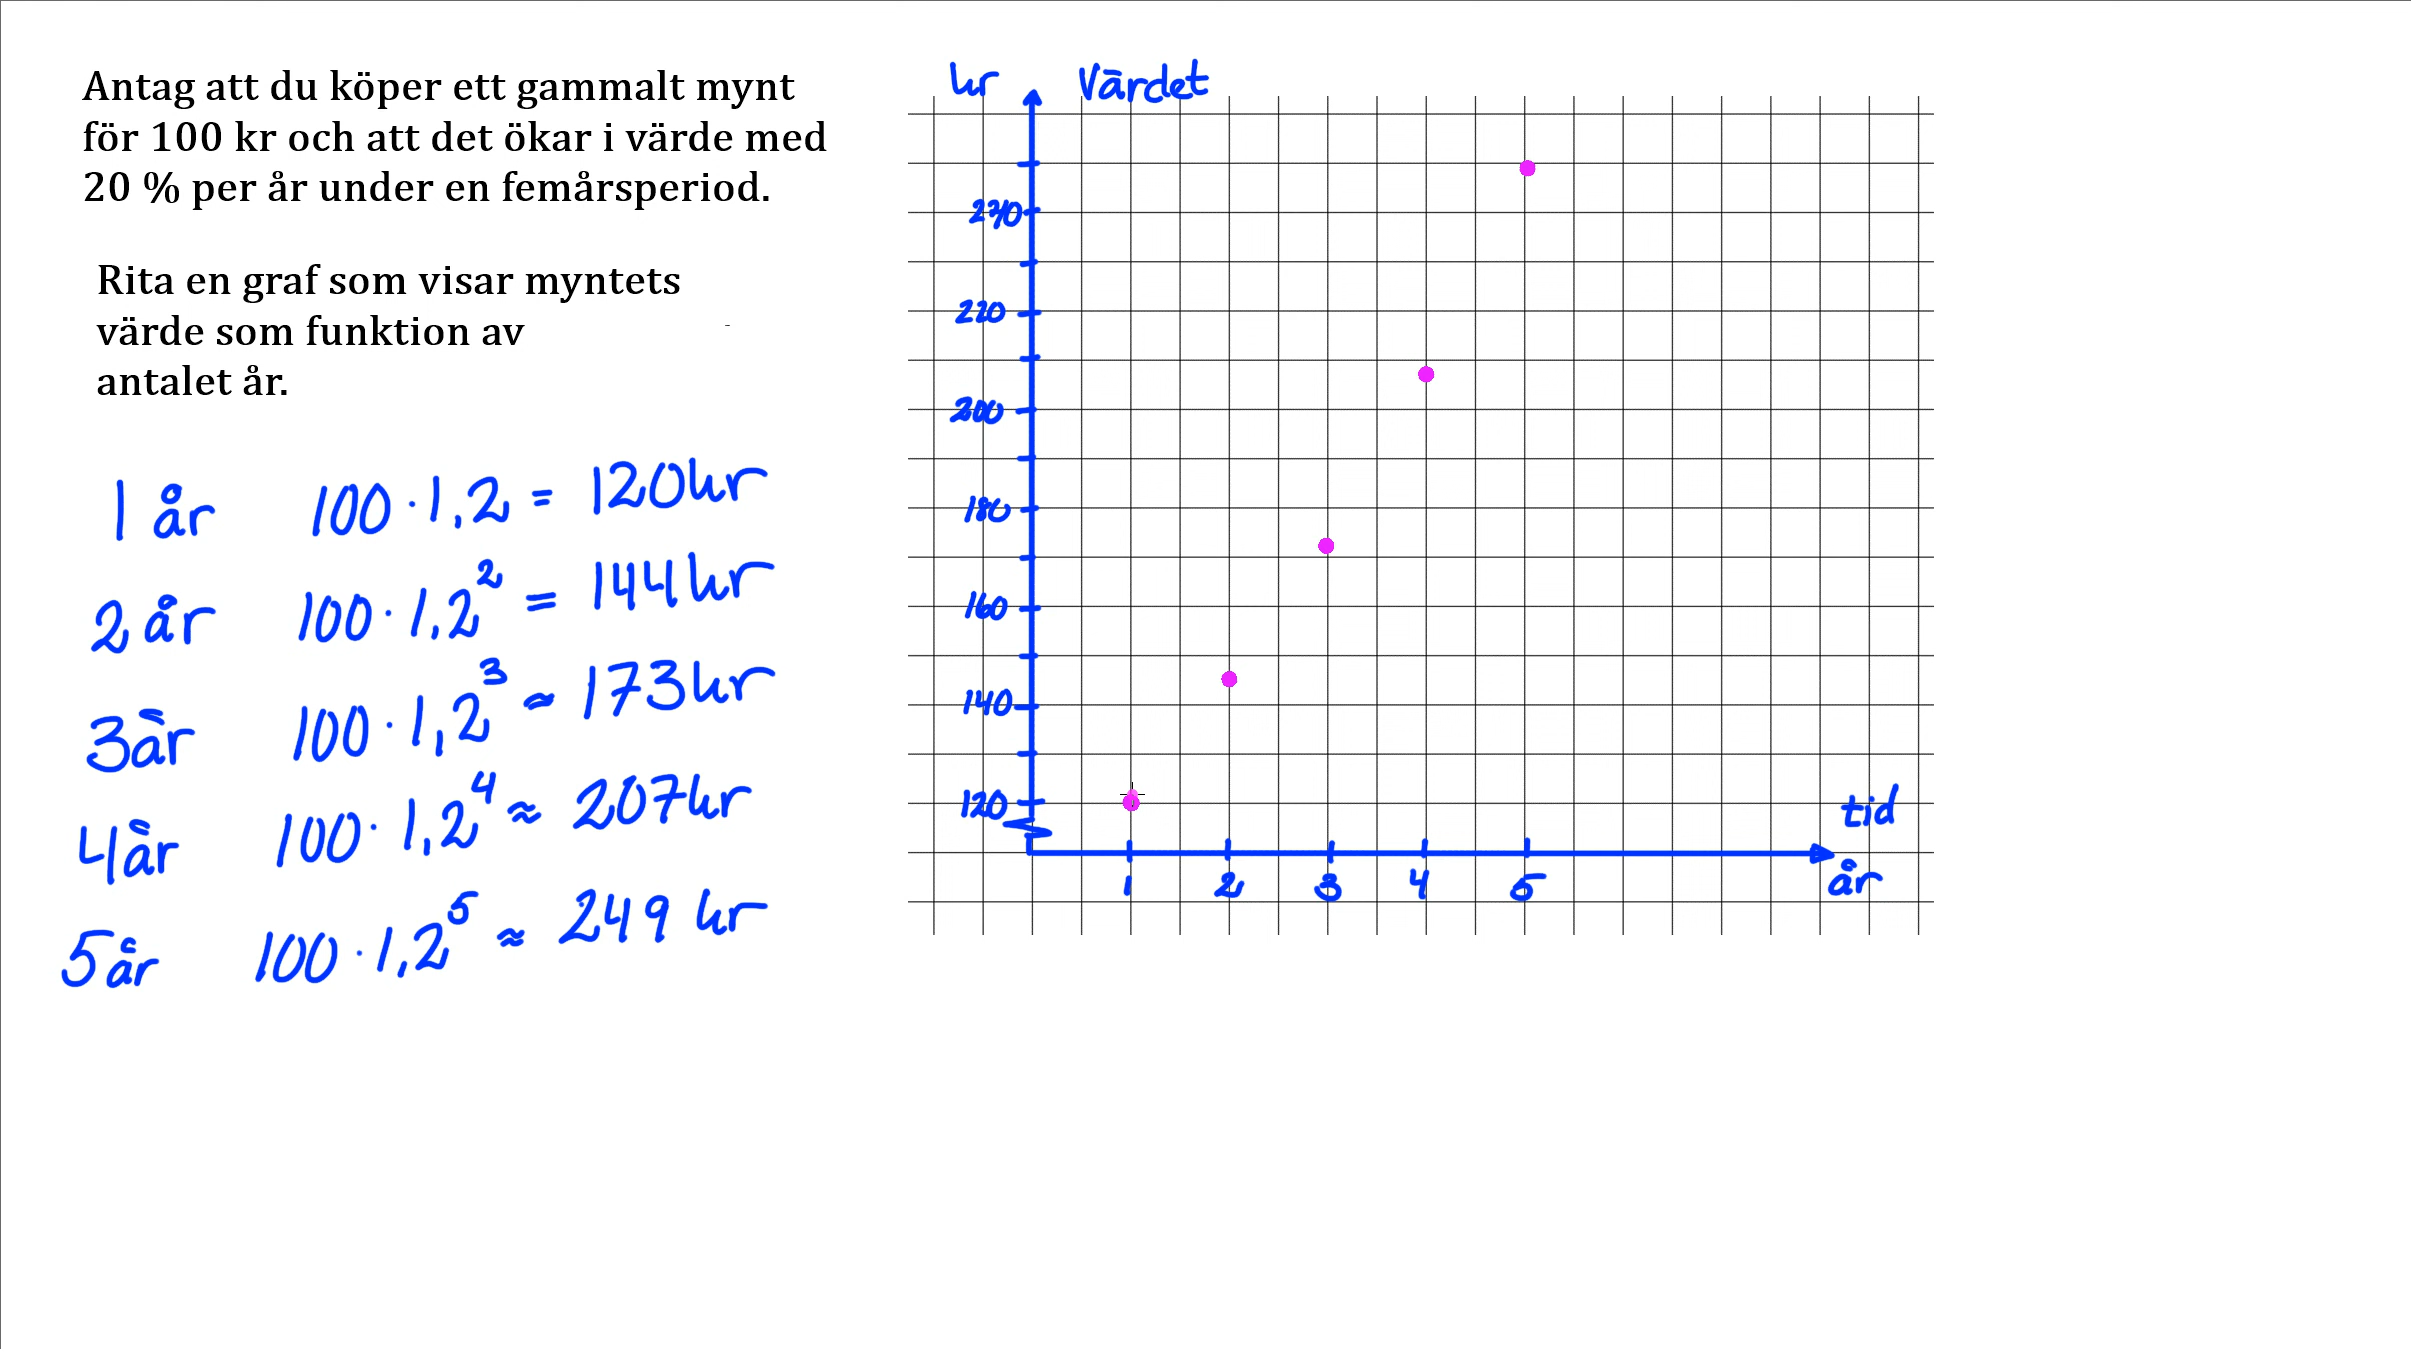 Antag att du köper ett gammalt mynt
för 100 kr och att det ökar i värde med
20 % per år under en femårsperiod.
Rita en graf som visar myntets
värde som funktion av
antalet år.
1 år 100 · 1,2 = 120kr
2 år 100 · 1,2² = 144kr
3 år 100 · 1,2³ ≈ 173kr
4 år 100 · 1,2⁴ ≈ 207kr
5 år 100 · 1,2⁵ ≈ 249 kr
kr Värdet
220
200
180
160
140
120
tid
år
1 2 3 4 5